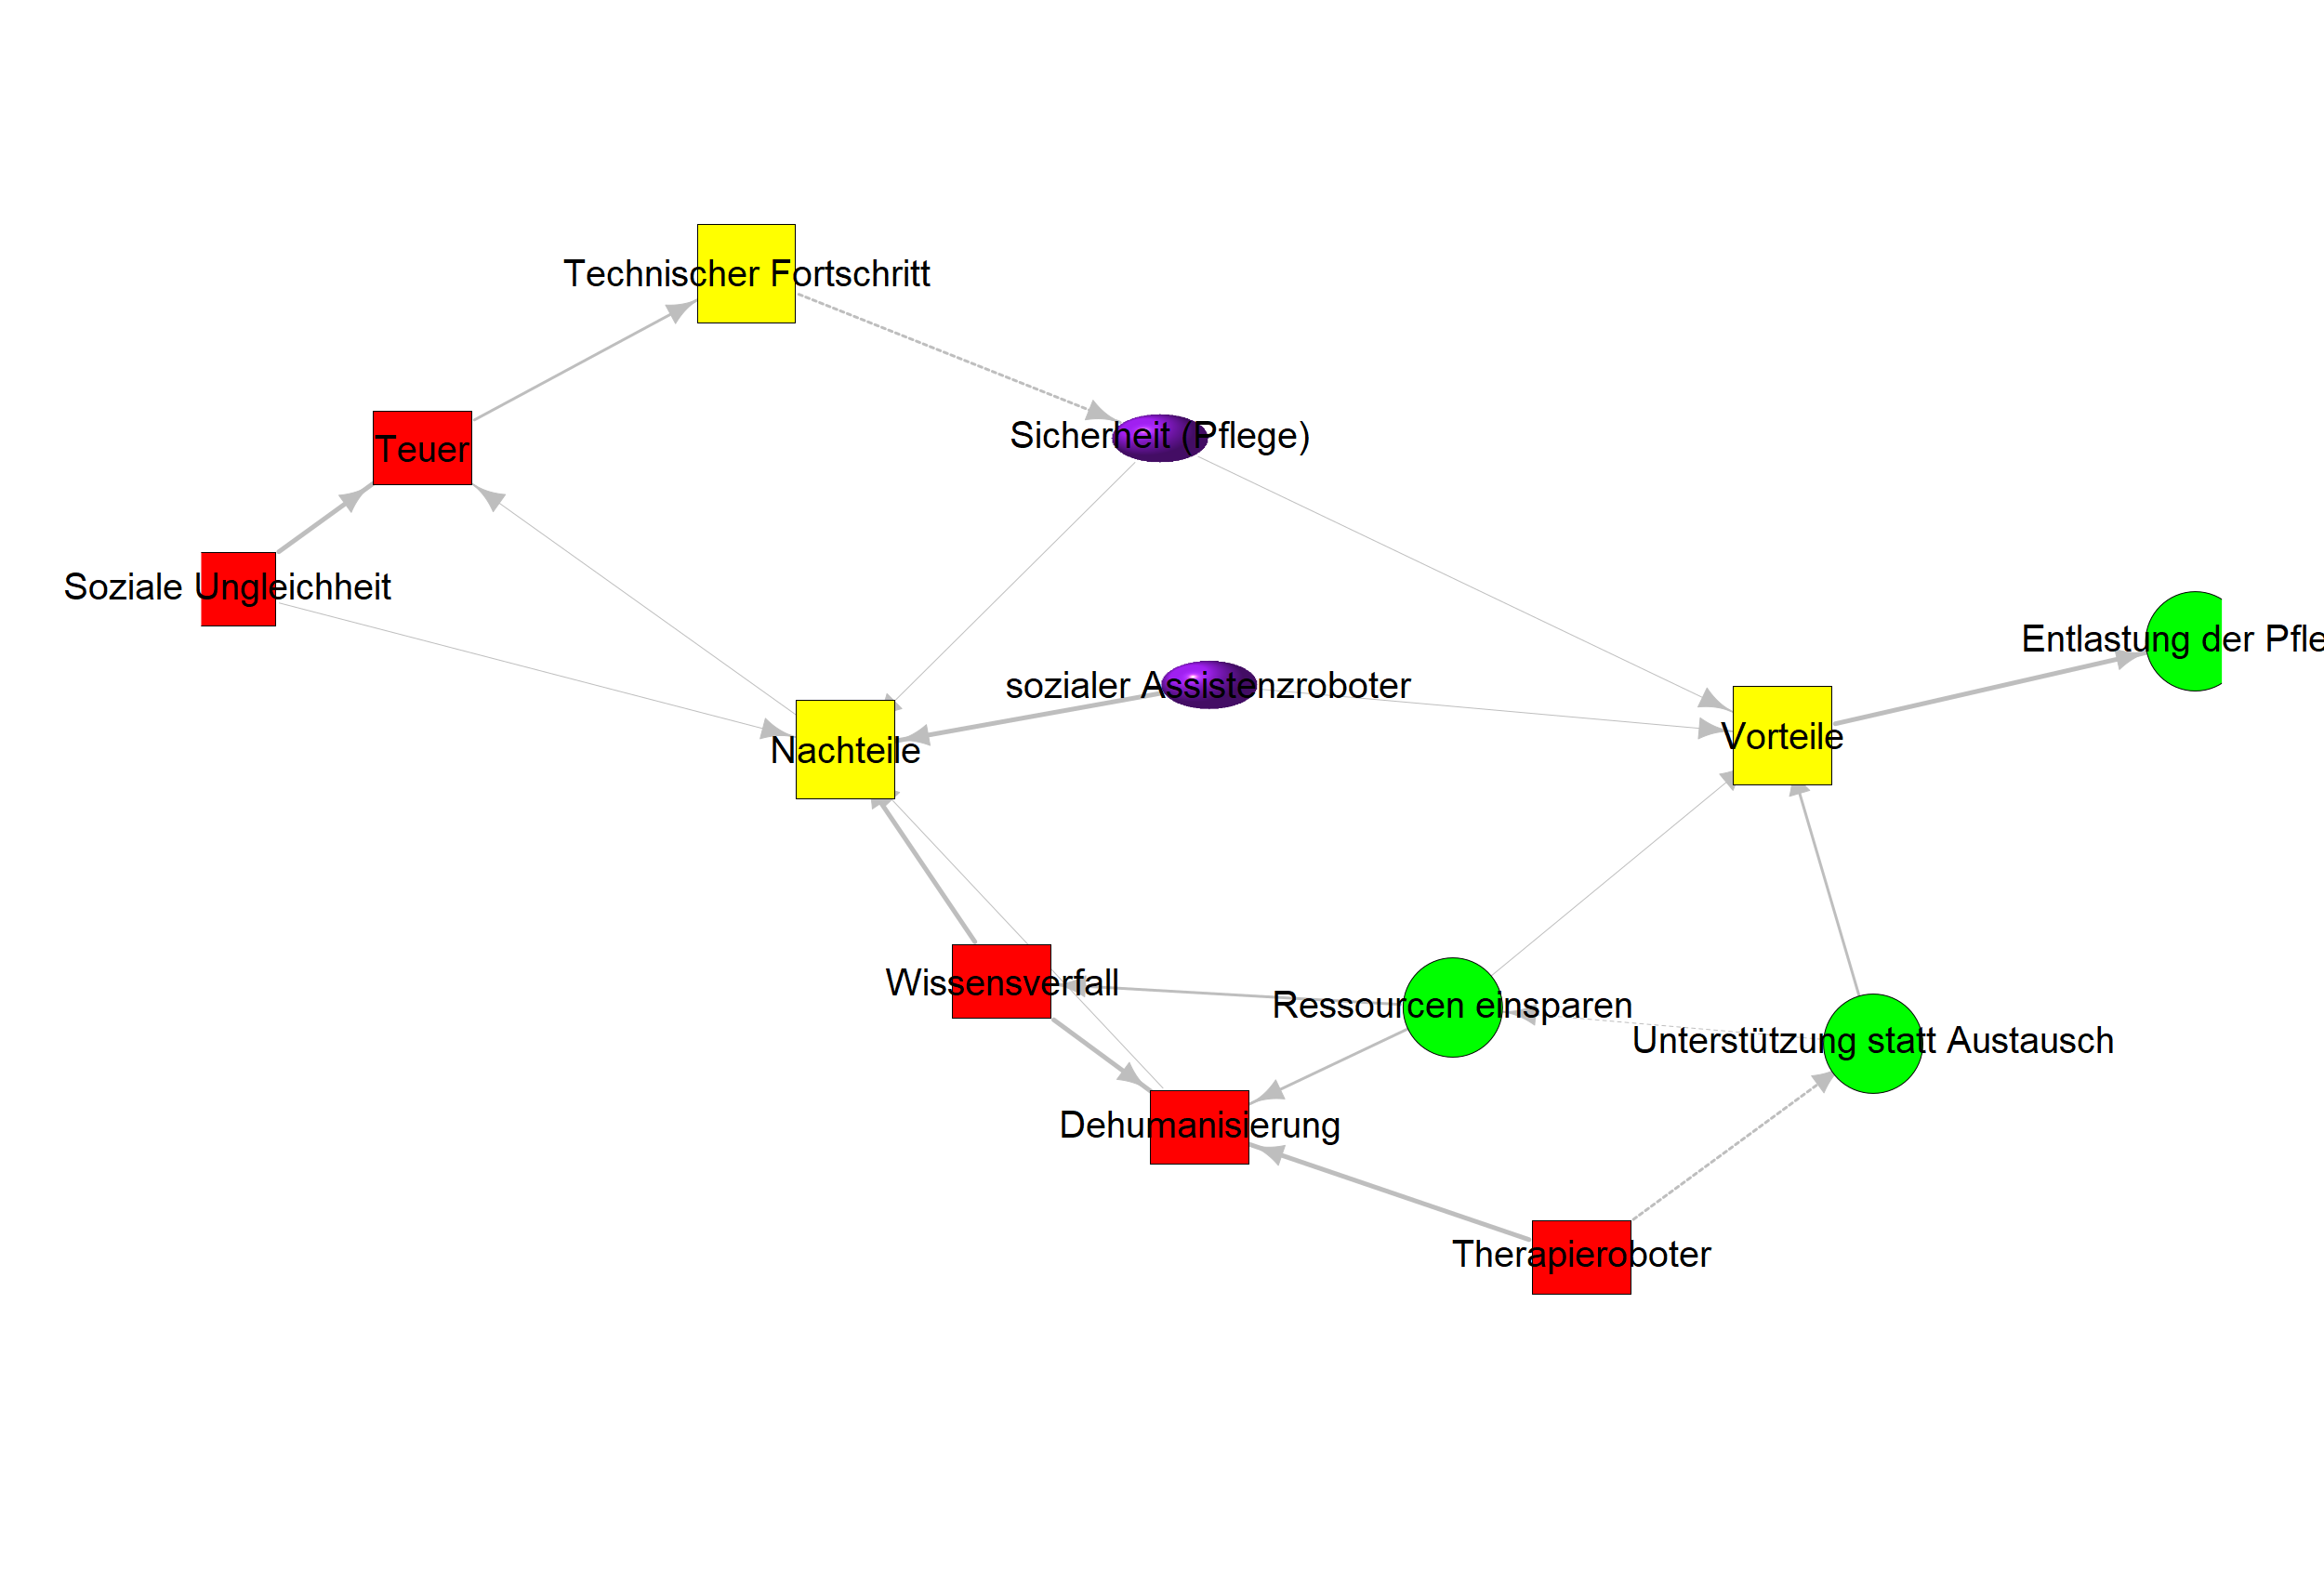 Technischer Fortschritt
Sicherheit (Pflege)
Teuer
Soziale Ungleichheit
Entlastung der Pfle
sozialer Assistenzroboter
Vorteile
Nachteile
Wissensverfall
Ressourcen einsparen
Unterstützung statt Austausch
Dehumanisierung
Therapieroboter